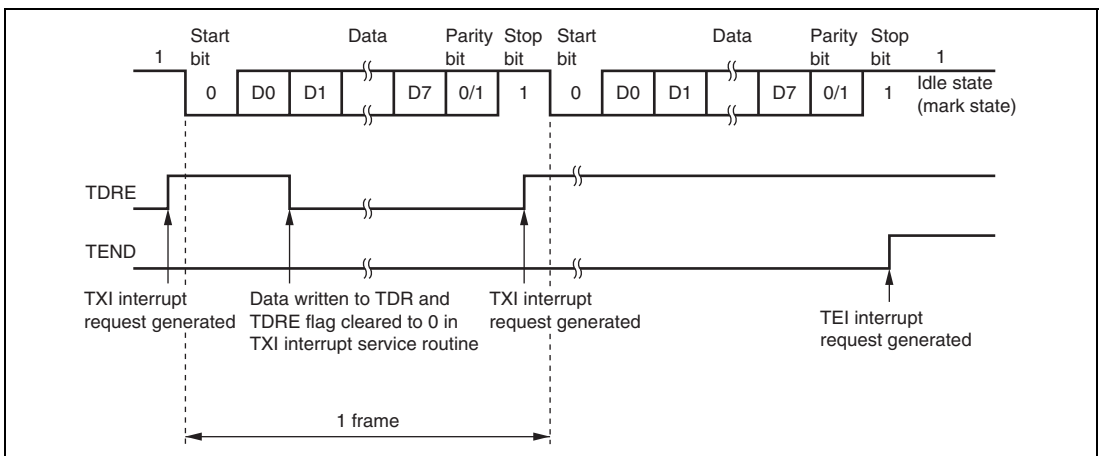 Start bit Data Parity bit Stop bit Start bit Data Parity bit Stop bit
1 1
0 D0 D1 D7 0/1 1 0 D0 D1 D7 0/1 1 Idle state (mark state)
TDRE
TEND
TXI interrupt
request generated
Data written to TDR and
TDRE flag cleared to 0 in
TXI interrupt service routine
TXI interrupt
request generated
TEI interrupt
request generated
1 frame